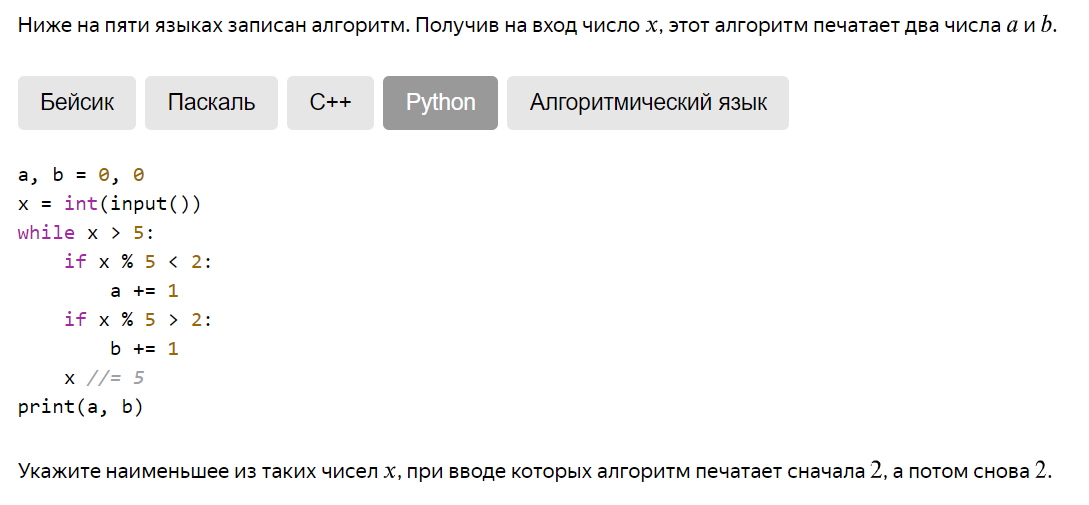 Ниже на пяти языках записан алгоритм. Получив на вход число x, этот алгоритм печатает два числа a и b.
Бейсик Паскаль C++ Python Алгоритмический язык
a, b = 0, 0
x = int(input())
while x > 5:
    if x % 5 < 2:
        a += 1
    if x % 5 > 2:
        b += 1
    x //= 5
print(a, b)
Укажите наименьшее из таких чисел x, при вводе которых алгоритм печатает сначала 2, а потом снова 2.